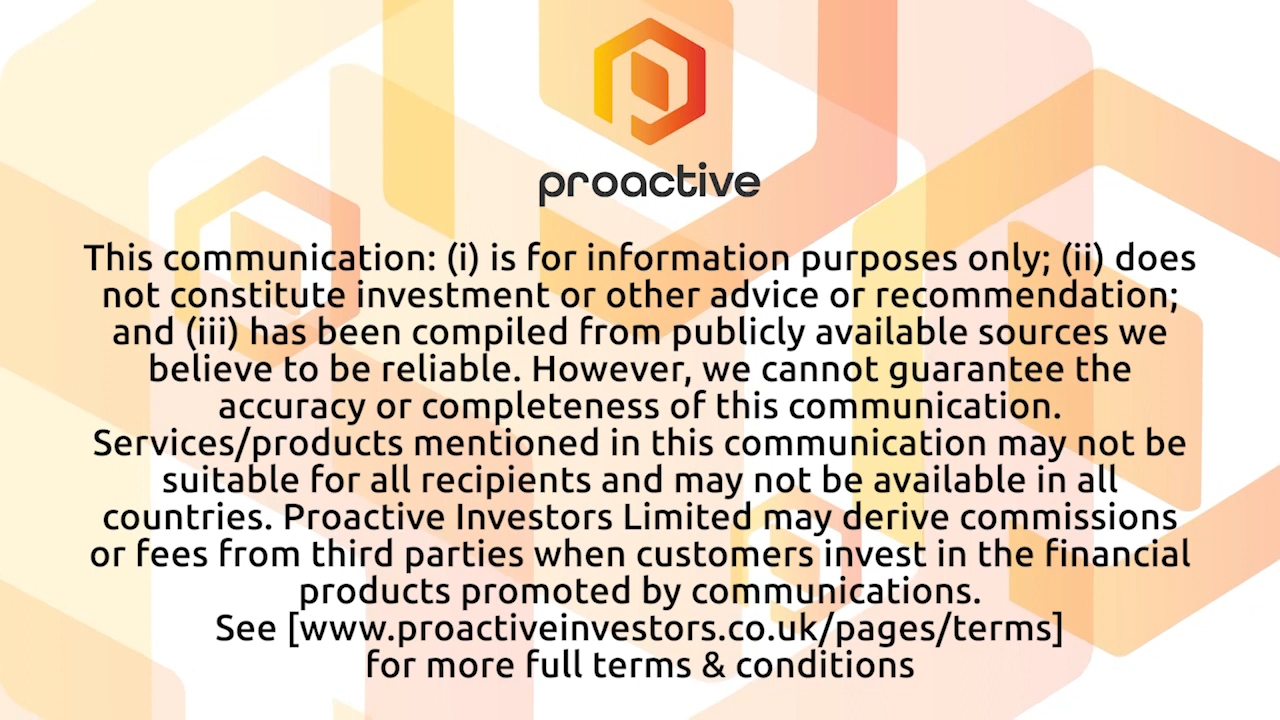 proactive
This communication: (i) is for information purposes only; (ii) does
not constitute investment or other advice or recommendation;
and (iii) has been compiled from publicly available sources we
believe to be reliable. However, we cannot guarantee the
accuracy or completeness of this communication.
Services/products mentioned in this communication may not be
suitable for all recipients and may not be available in all
countries. Proactive Investors Limited may derive commissions
or fees from third parties when customers invest in the financial
products promoted by communications.
See [www.proactiveinvestors.co.uk/pages/terms]
for more full terms & conditions